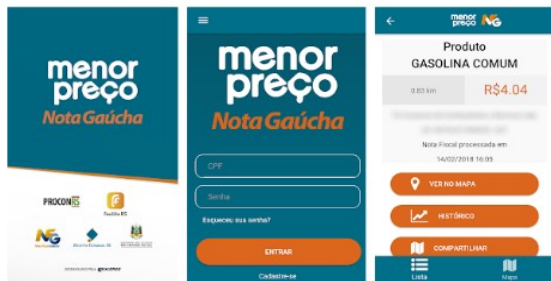 menor
preço
Nota Gaúcha
PROCON RS
NG
menor
preço
Nota Gaúcha
CPF
Senha
Esqueceu sua senha?
ENTRAR
Cadastre-se
menor
preço
NG
Produto
GASOLINA COMUM
0.83 km
R$4.04
Nota Fiscal processada em
14/02/2018 16:05
VER NO MAPA
HISTÓRICO
COMPARTILHAR
Lista
Mapa